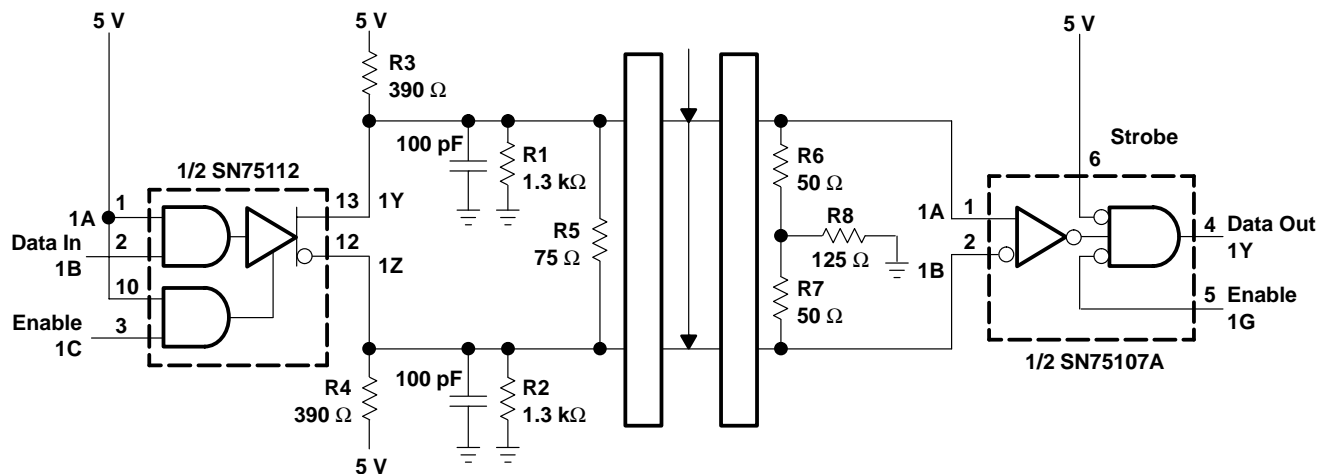 5 V
5 V
5 V
R3
390 Ω
100 pF
R1
1.3 kΩ
R6
50 Ω
Strobe
6
1/2 SN75112
1
1A
13
1Y
R5
75 Ω
R8
125 Ω
1A
1
4
Data Out
1Y
Data In
2
1B
12
1Z
2
1B
10
R7
50 Ω
5
Enable
1G
Enable
3
1C
1/2 SN75107A
R4
390 Ω
100 pF
R2
1.3 kΩ
5 V